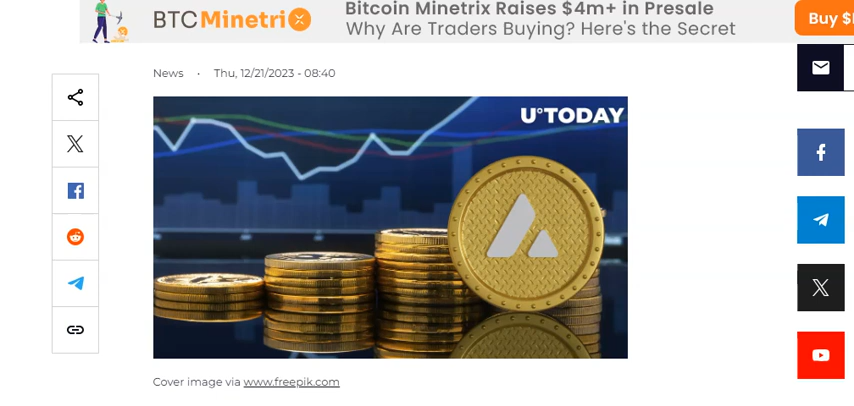 BTCMinetrix
Bitcoin Minetrix Raises $4m+ in Presale
Why Are Traders Buying? Here's the Secret
Buy $
News · Thu, 12/21/2023 - 08:40
U°TODAY
Cover image via www.freepik.com